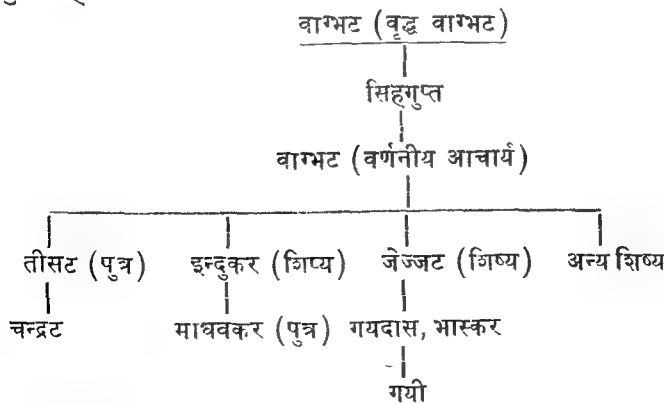 वाग्भट (वृद्ध वाग्भट)
सिहगुप्त
वाग्भट (वर्णनीय आचार्य)
तीसट (पुत्र) इन्दुकर (शिष्य) जेज्जट (शिष्य) अन्य शिष्य
चन्द्रट माधवकर (पुत्र) गयदास, भास्कर
गयी